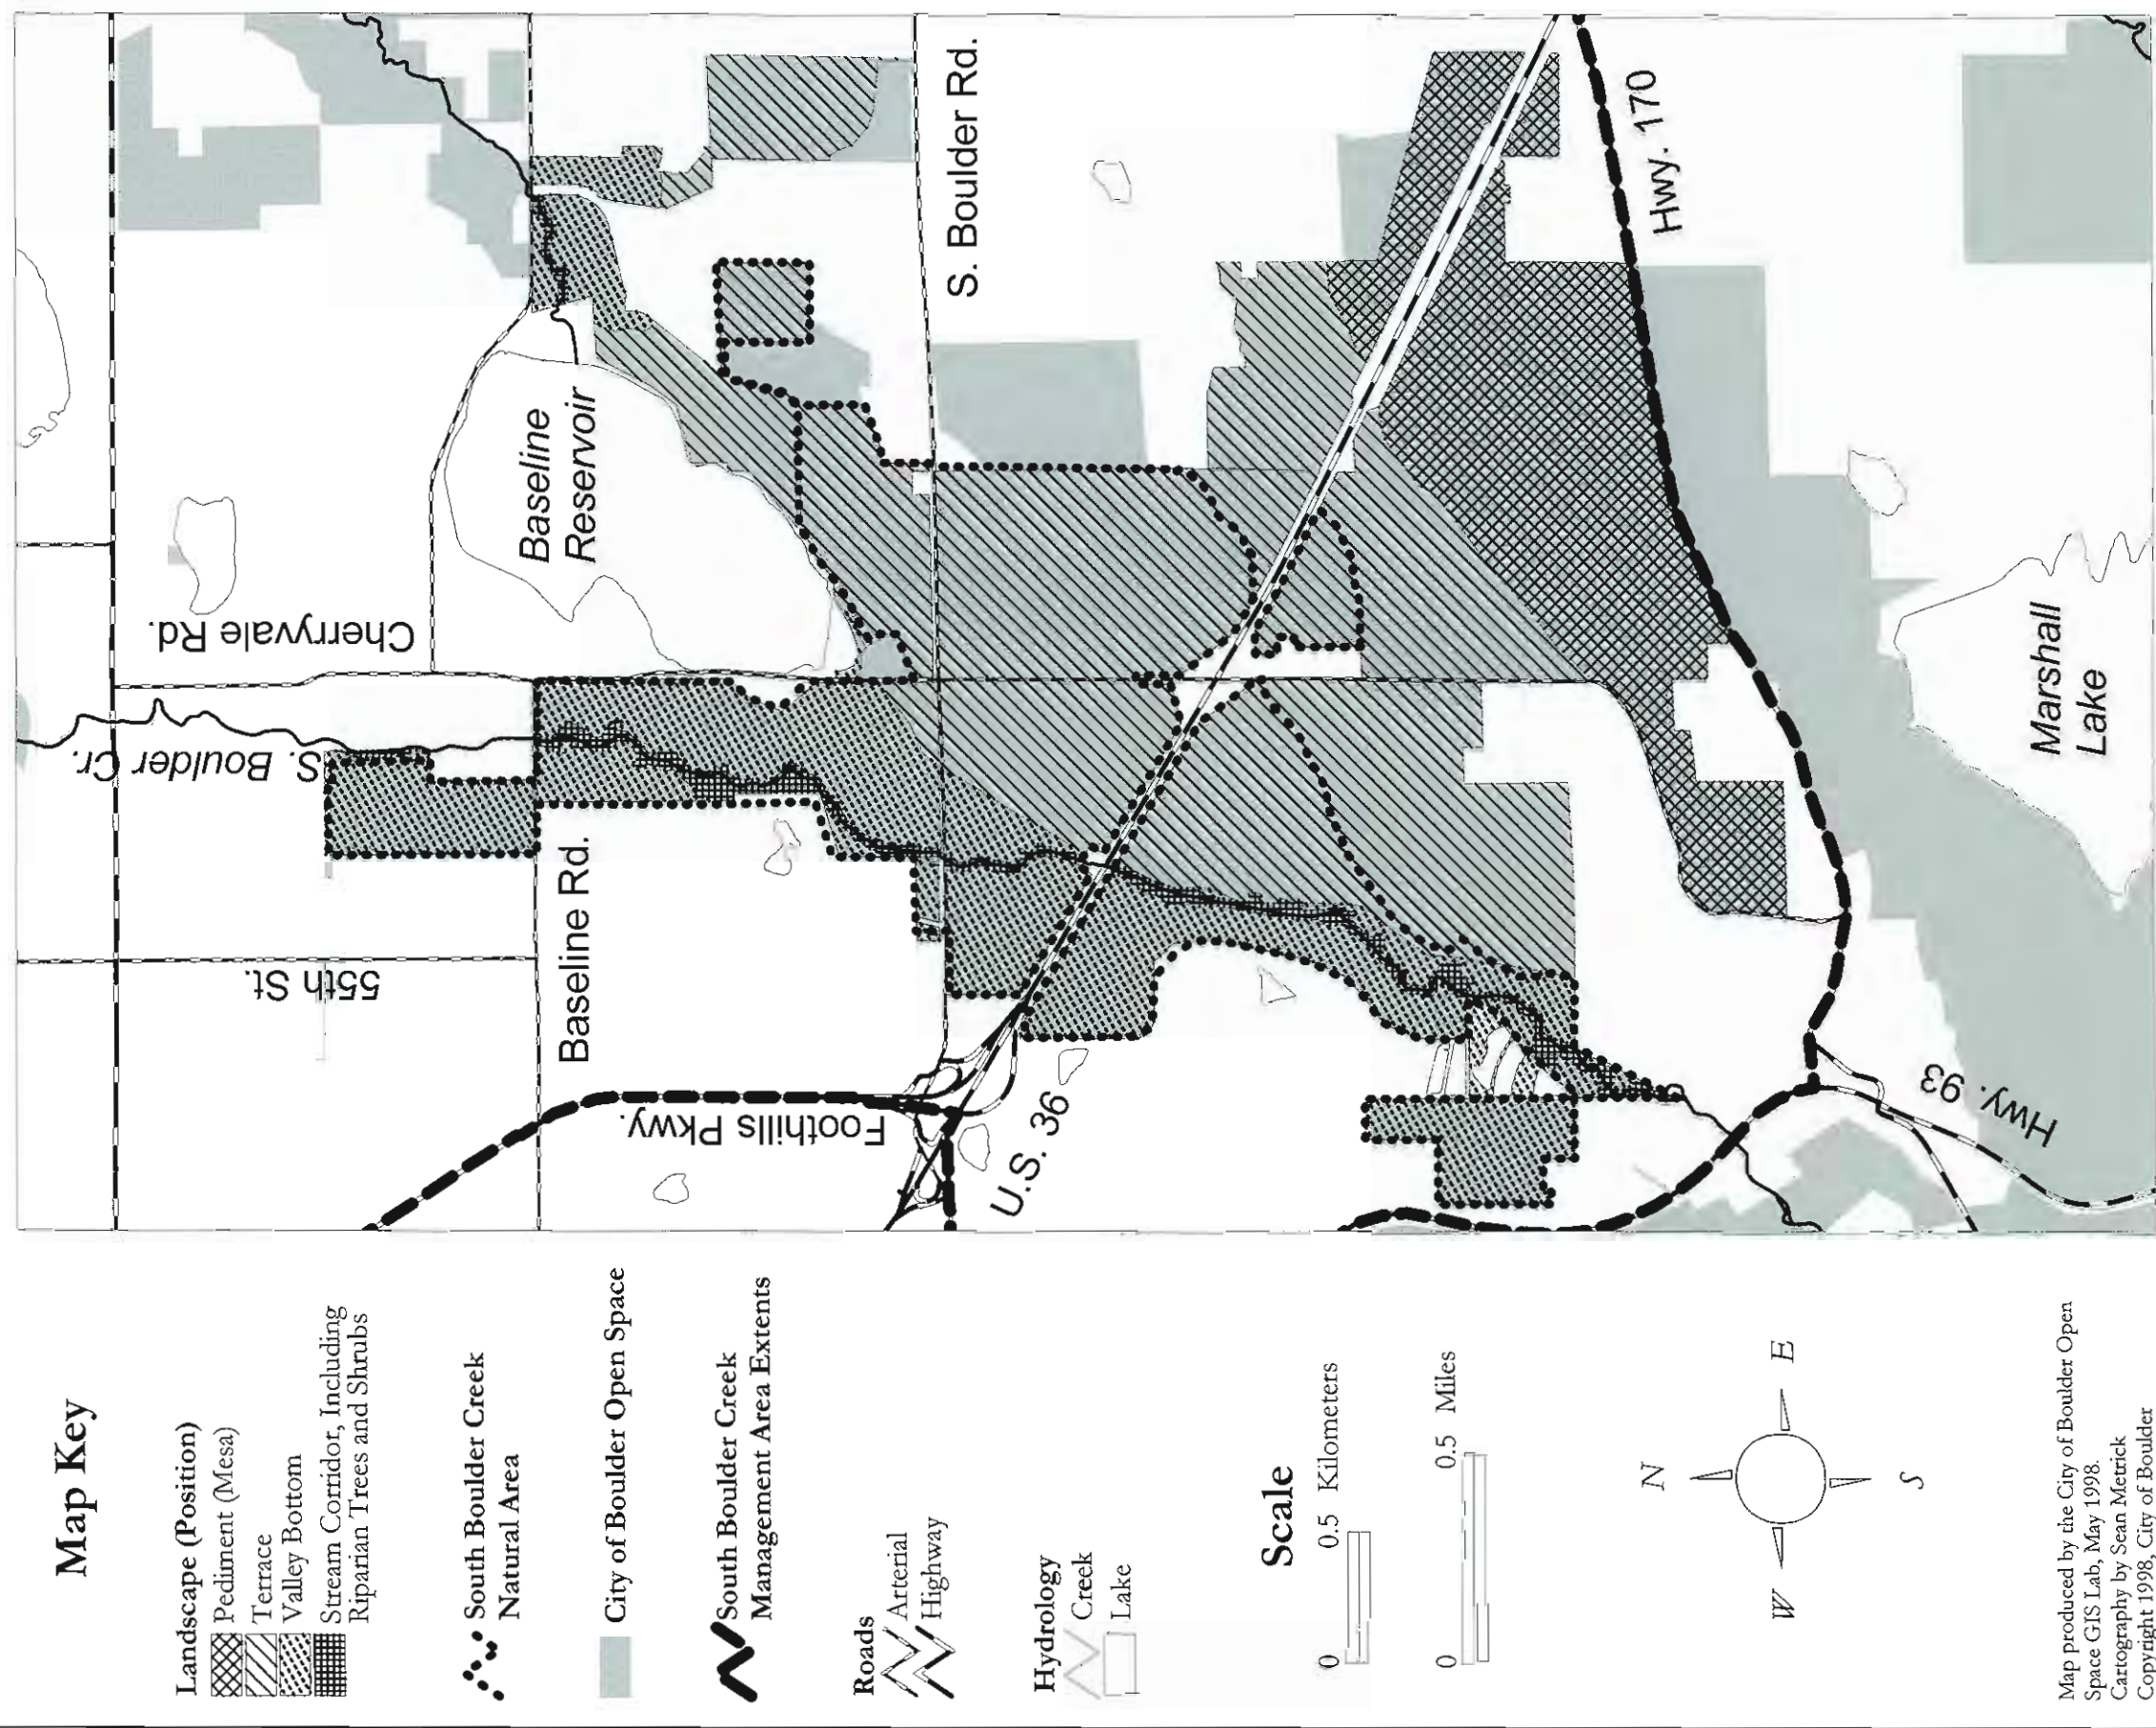 Map Key
Landscape (Position)
Pediment (Mesa)
Terrace
Valley Bottom
Stream Corridor, Including
Riparian Trees and Shrubs
South Boulder Creek
Natural Area
City of Boulder Open Space
South Boulder Creek
Management Area Extents
Roads
Arterial
Highway
Hydrology
Creek
Lake
Scale
0 0.5 Kilometers
0 0.5 Miles
N
W E
S
Map produced by the City of Boulder Open
Space GIS Lab, May 1998.
Cartography by Sean Metrick
Copyright 1998, City of Boulder
Cherryvale Rd.
S. Boulder Cr.
55th St.
Baseline Rd.
Foothills Pkwy.
Baseline
Reservoir
S. Boulder Rd.
U.S. 36
Hwy. 170
Hwy. 93
Marshall
Lake